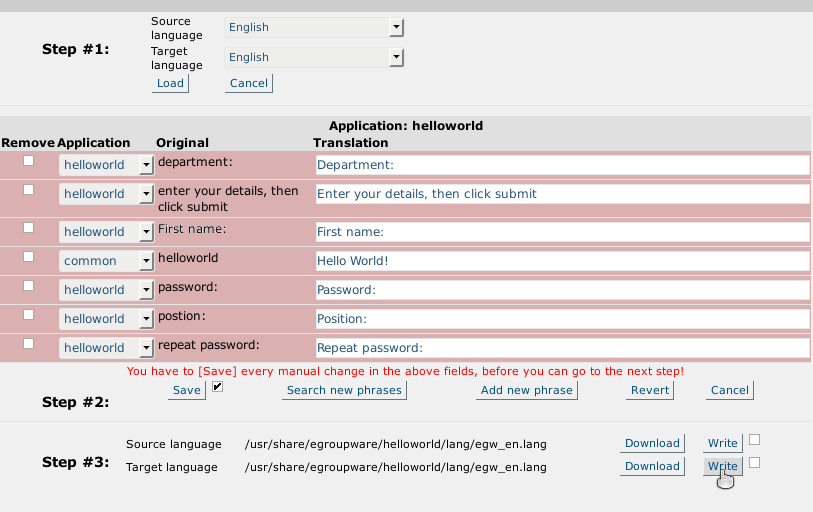 Step #1:
Source language
English
Target language
English
Load Cancel
Application: helloworld
Remove Application Original Translation
helloworld department: Department:
helloworld enter your details, then click submit Enter your details, then click submit
helloworld First name: First name:
common helloworld Hello World!
helloworld password: Password:
helloworld postion: Position:
helloworld repeat password: Repeat password:
You have to [Save] every manual change in the above fields, before you can go to the next step!
Step #2:
Save Search new phrases Add new phrase Revert Cancel
Step #3:
Source language /usr/share/egroupware/helloworld/lang/egw_en.lang Download Write
Target language /usr/share/egroupware/helloworld/lang/egw_en.lang Download Write